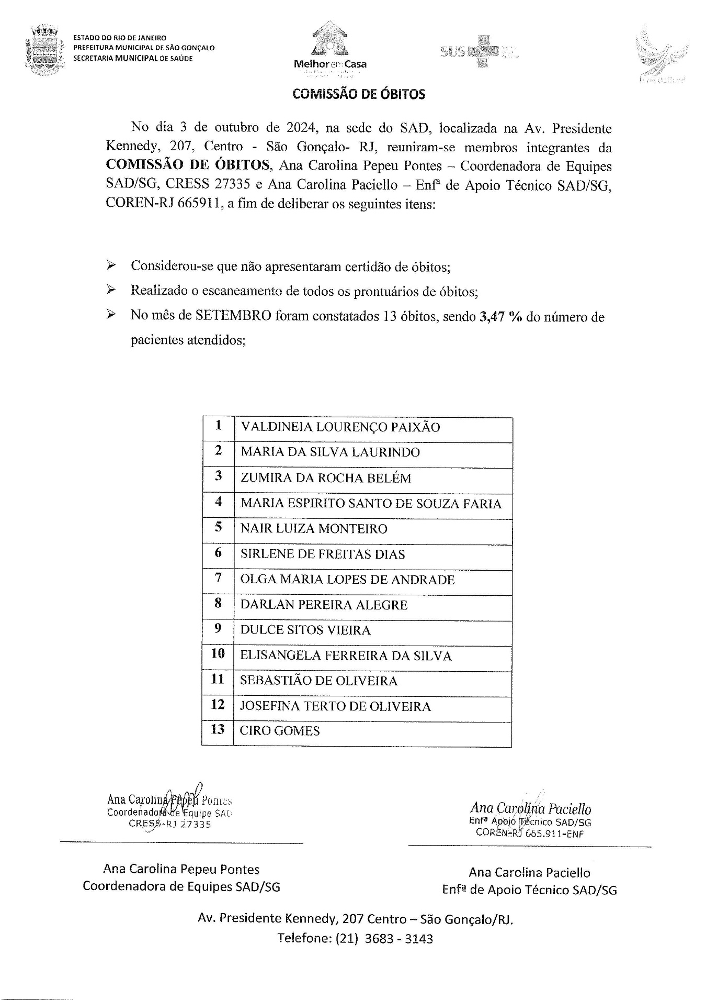 ESTADO DO RIO DE JANEIRO
PREFEITURA MUNICIPAL DE SÃO GONÇALO
SECRETARIA MUNICIPAL DE SAÚDE
Melhor em Casa
SUS
COMISSÃO DE ÓBITOS
No dia 3 de outubro de 2024, na sede do SAD, localizada na Av. Presidente
Kennedy, 207, Centro - São Gonçalo- RJ, reuniram-se membros integrantes da
COMISSÃO DE ÓBITOS, Ana Carolina Pepeu Pontes – Coordenadora de Equipes
SAD/SG, CRESS 27335 e Ana Carolina Paciello – Enfª de Apoio Técnico SAD/SG,
COREN-RJ 665911, a fim de deliberar os seguintes itens:
➢ Considerou-se que não apresentaram certidão de óbitos;
➢ Realizado o escaneamento de todos os prontuários de óbitos;
➢ No mês de SETEMBRO foram constatados 13 óbitos, sendo 3,47 % do número de
pacientes atendidos;
1 VALDINEIA LOURENÇO PAIXÃO
2 MARIA DA SILVA LAURINDO
3 ZUMIRA DA ROCHA BELÉM
4 MARIA ESPIRITO SANTO DE SOUZA FARIA
5 NAIR LUIZA MONTEIRO
6 SIRLENE DE FREITAS DIAS
7 OLGA MARIA LOPES DE ANDRADE
8 DARLAN PEREIRA ALEGRE
9 DULCE SITOS VIEIRA
10 ELISANGELA FERREIRA DA SILVA
11 SEBASTIÃO DE OLIVEIRA
12 JOSEFINA TERTO DE OLIVEIRA
13 CIRO GOMES
Ana Carolina Pepeu Pontes
Coordenadora de Equipe SAD
CRESS-RJ 27335
Ana Carolina Paciello
Enfª Apoio Técnico SAD/SG
COREN-RJ 665.911-ENF
Ana Carolina Pepeu Pontes
Coordenadora de Equipes SAD/SG
Ana Carolina Paciello
Enfª de Apoio Técnico SAD/SG
Av. Presidente Kennedy, 207 Centro – São Gonçalo/RJ.
Telefone: (21) 3683 - 3143